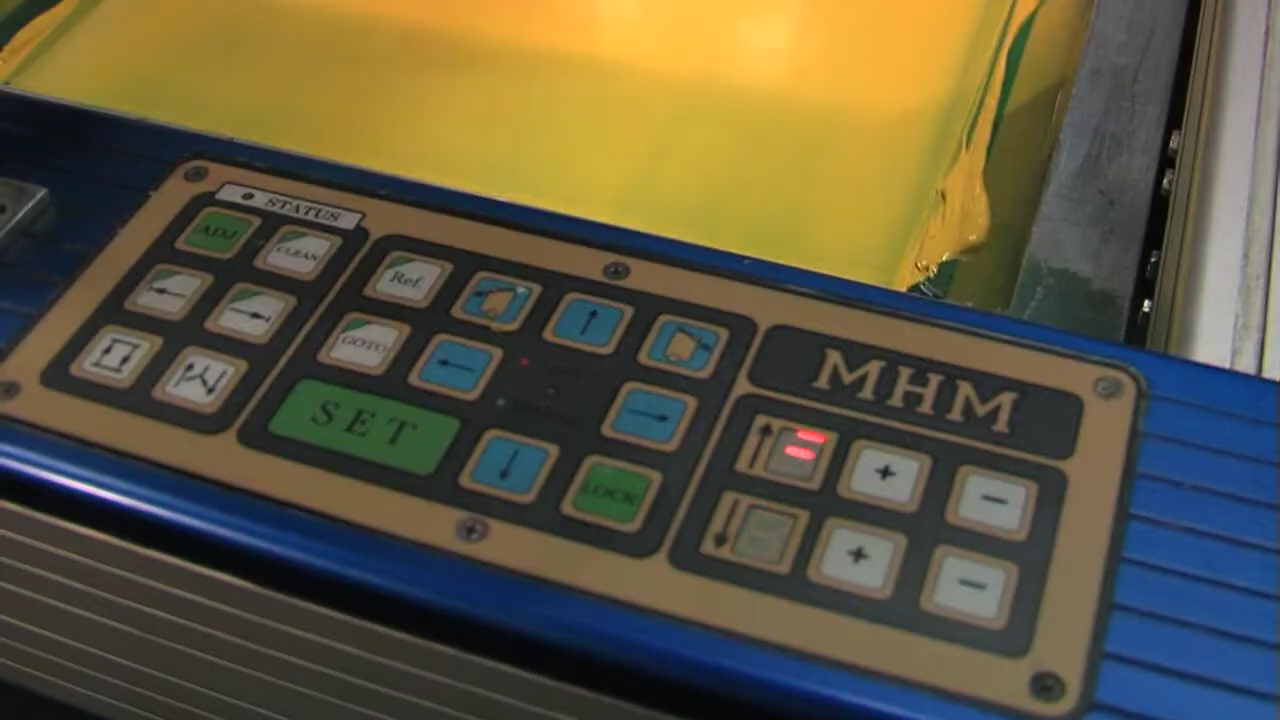 STATUS
ADJ
CLEAN
Ref.
GOTO
SET
LOCK
MHM
+
−
+
−